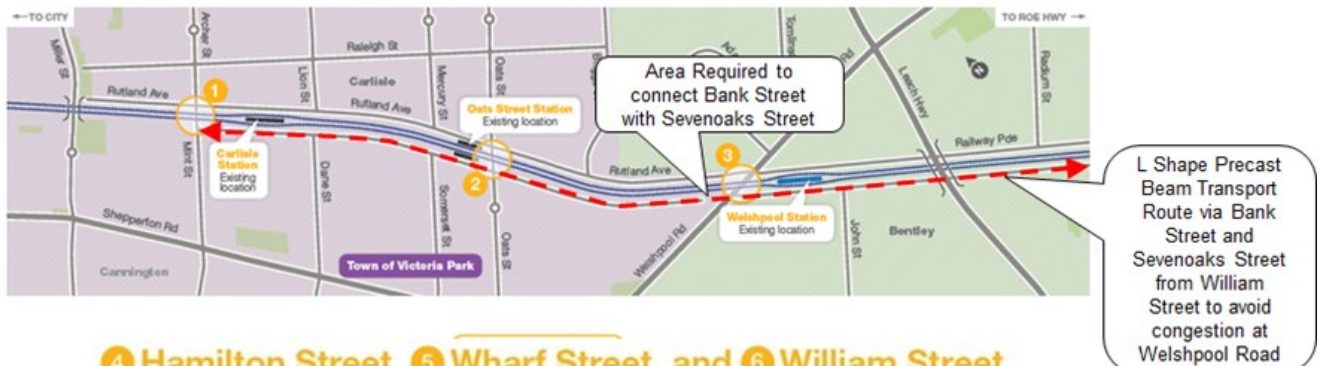 ←TO CITY
TO ROE HWY →
Miller St
Archer St
Raleigh St
Lion St
Carlisle
Mercury St
Oats St
Rutland Ave
Rutland Ave
1
Oats Street Station
Existing location
Area Required to
connect Bank Street
with Sevenoaks Street
Leach Hwy
Radium St
N
Railway Pde
Carlisle
Station
Existing
location
Mint St
Dane St
2
Somerset St
Oats St
Rutland Ave
3
Welshpool Station
Existing location
Welshpool Rd
John St
Bentley
Shepperton Rd
Cannington
Town of Victoria Park
L Shape Precast
Beam Transport
Route via Bank
Street and
Sevenoaks Street
from William
Street to avoid
congestion at
Welshpool Road
4 Hamilton Street, 5 Wharf Street, and 6 William Street